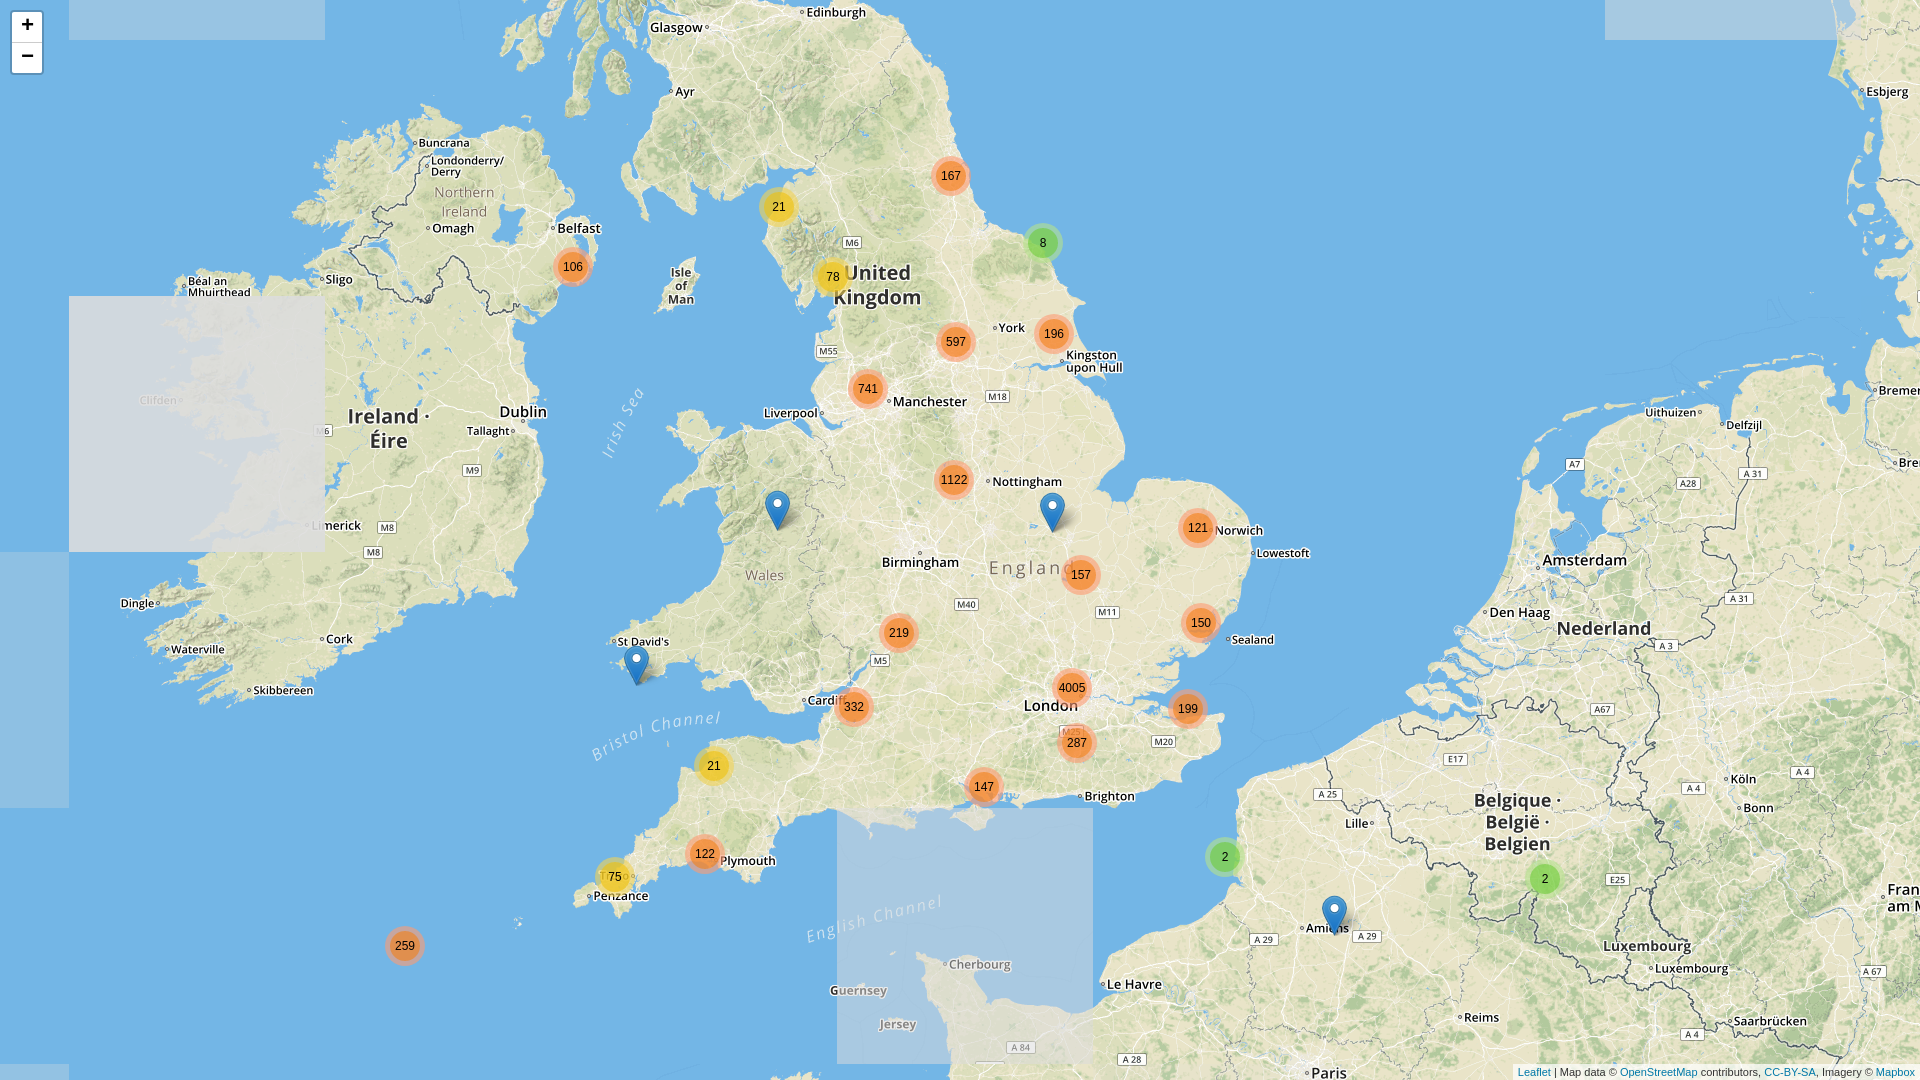 +
−
Edinburgh
Glasgow
Ayr
Esbjerg
Buncrana
Londonderry/
Derry
Northern
Ireland
Omagh
Belfast
167
21
M6
8
106
78
United
Kingdom
Isle
of
Man
Sligo
Béal an
Mhuirthead
York
196
597
M55
Kingston
upon Hull
741
Manchester
M18
Liverpool
Irish Sea
Clifden
Ireland ·
Éire
M6
Dublin
Tallaght
M9
Uithuizen
Delfzijl
A7
A 31
A28
1122
Nottingham
121
Norwich
Lowestoft
Limerick
M8
M8
Birmingham
England
157
Wales
Amsterdam
Dingle
M40
M11
A 31
Den Haag
Nederland
219
150
Sealand
Cork
St David's
Waterville
M5
A 3
Skibbereen
4005
London
Cardiff
332
199
A67
Bristol Channel
M25
287
M20
E17
21
147
Brighton
A 25
Köln
A 4
A 4
Bonn
Belgique ·
België ·
Belgien
Lille
122
Plymouth
2
75
Penzance
2
E25
English Channel
Amiens
A 29
A 29
259
Luxembourg
Luxembourg
A 67
Cherbourg
Guernsey
Le Havre
Jersey
Reims
Saarbrücken
A 84
A 28
A 4
Paris
Leaflet | Map data © OpenStreetMap contributors, CC-BY-SA, Imagery © Mapbox